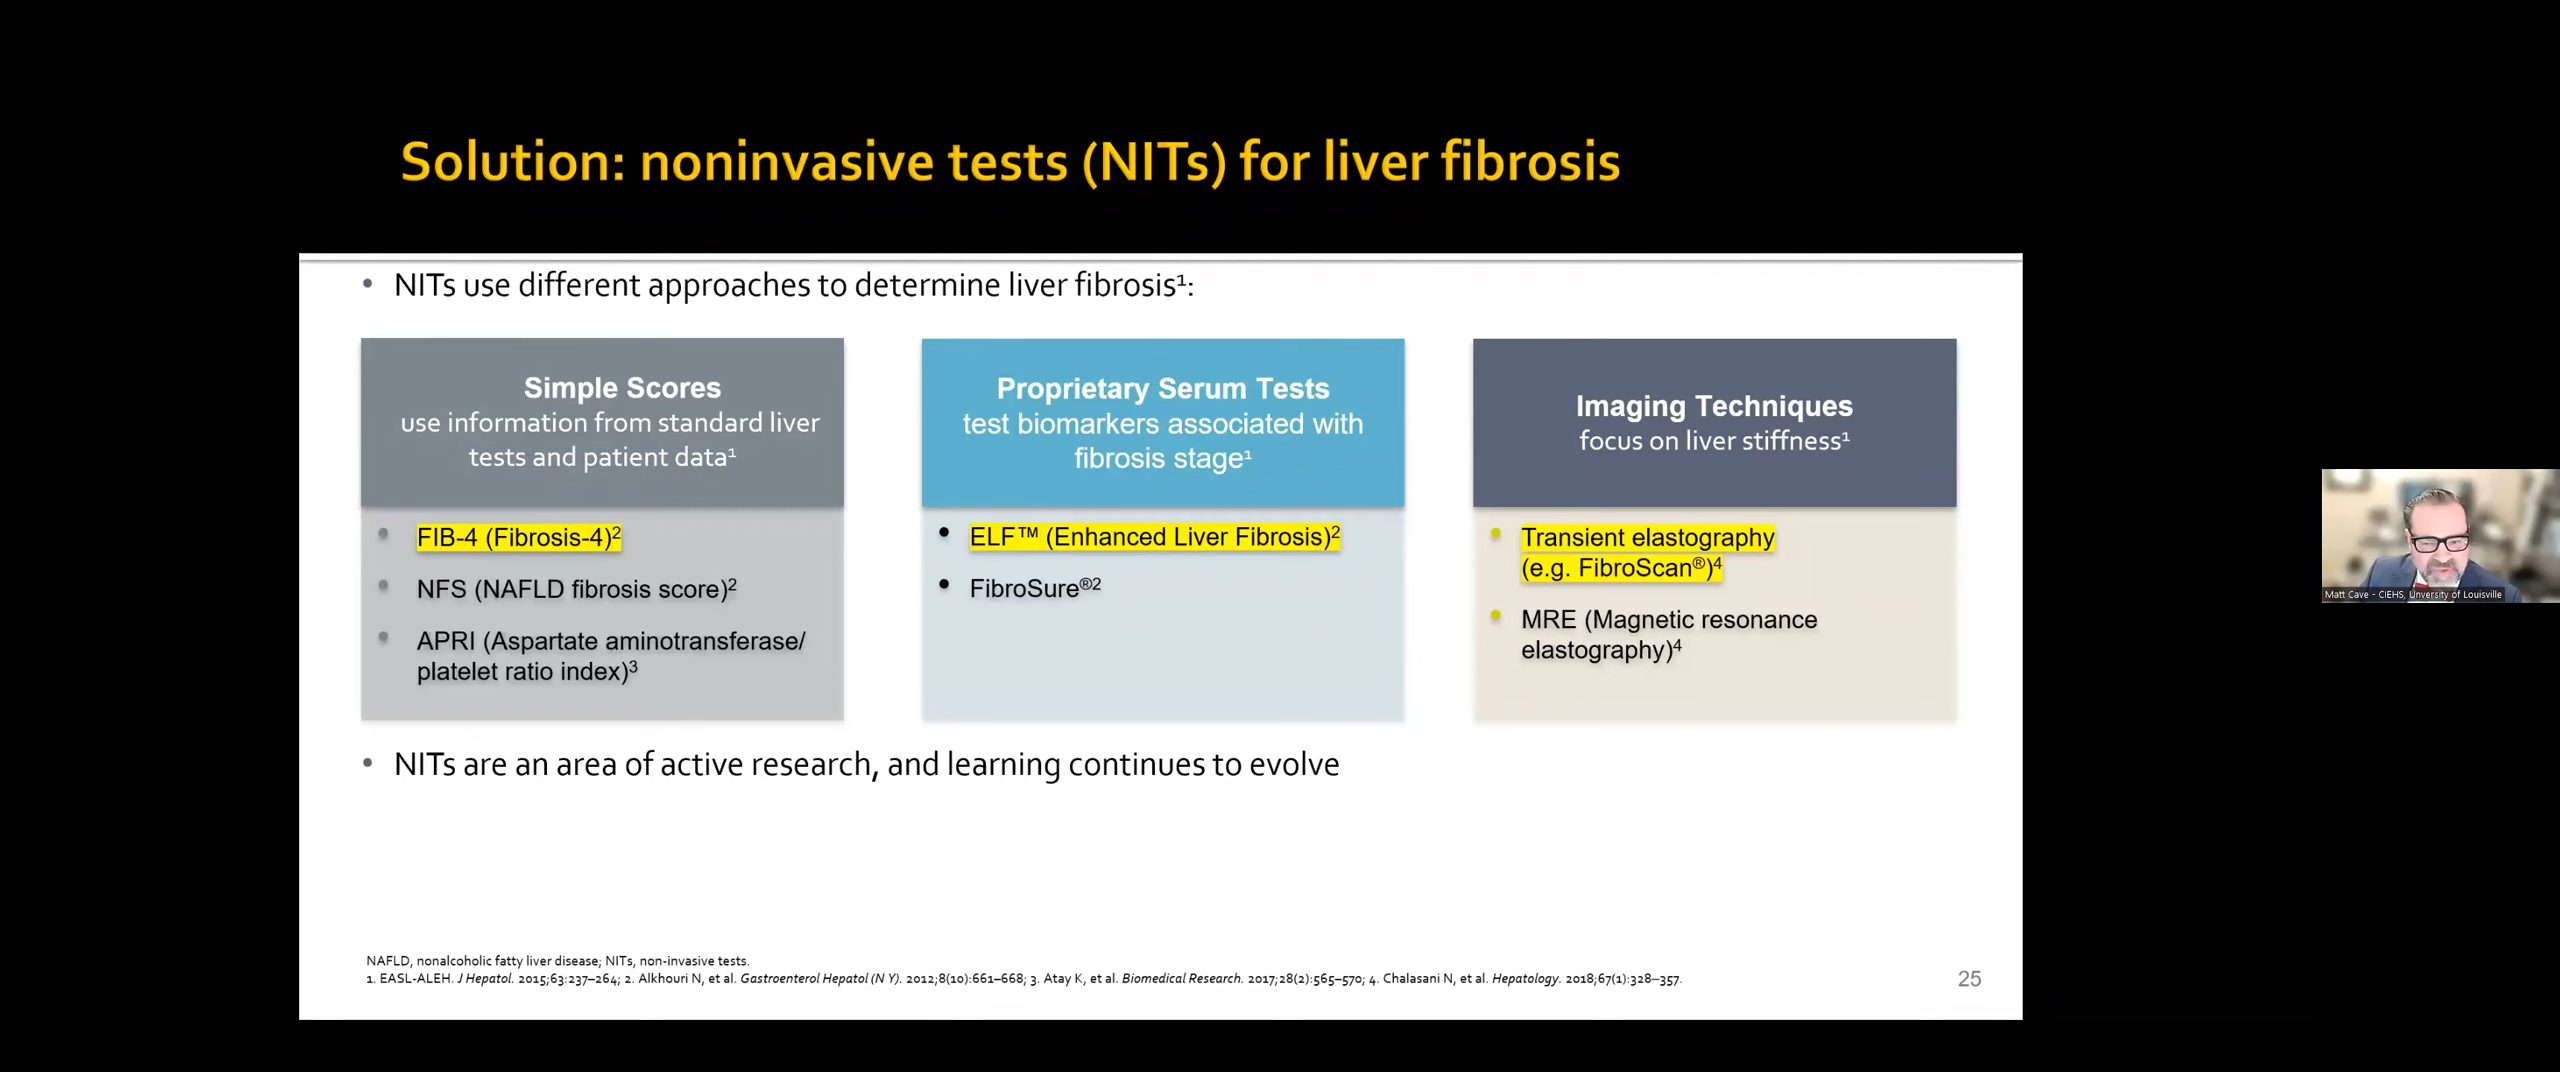 Solution: noninvasive tests (NITs) for liver fibrosis
• NITs use different approaches to determine liver fibrosis¹:
Simple Scores
use information from standard liver
tests and patient data¹
• FIB-4 (Fibrosis-4)²
• NFS (NAFLD fibrosis score)²
• APRI (Aspartate aminotransferase/
platelet ratio index)³
Proprietary Serum Tests
test biomarkers associated with
fibrosis stage¹
• ELF™ (Enhanced Liver Fibrosis)²
• FibroSure®²
Imaging Techniques
focus on liver stiffness¹
• Transient elastography
(e.g. FibroScan®)⁴
• MRE (Magnetic resonance
elastography)⁴
• NITs are an area of active research, and learning continues to evolve
NAFLD, nonalcoholic fatty liver disease; NITs, non-invasive tests.
1. EASL-ALEH. J Hepatol. 2015;63:237–264; 2. Alkhouri N, et al. Gastroenterol Hepatol (N Y). 2012;8(10):661–668; 3. Atay K, et al. Biomedical Research. 2017;28(2):565–570; 4. Chalasani N, et al. Hepatology. 2018;67(1):328–357.
25
Matt Cave - CIEHS, Unversity of Louisville